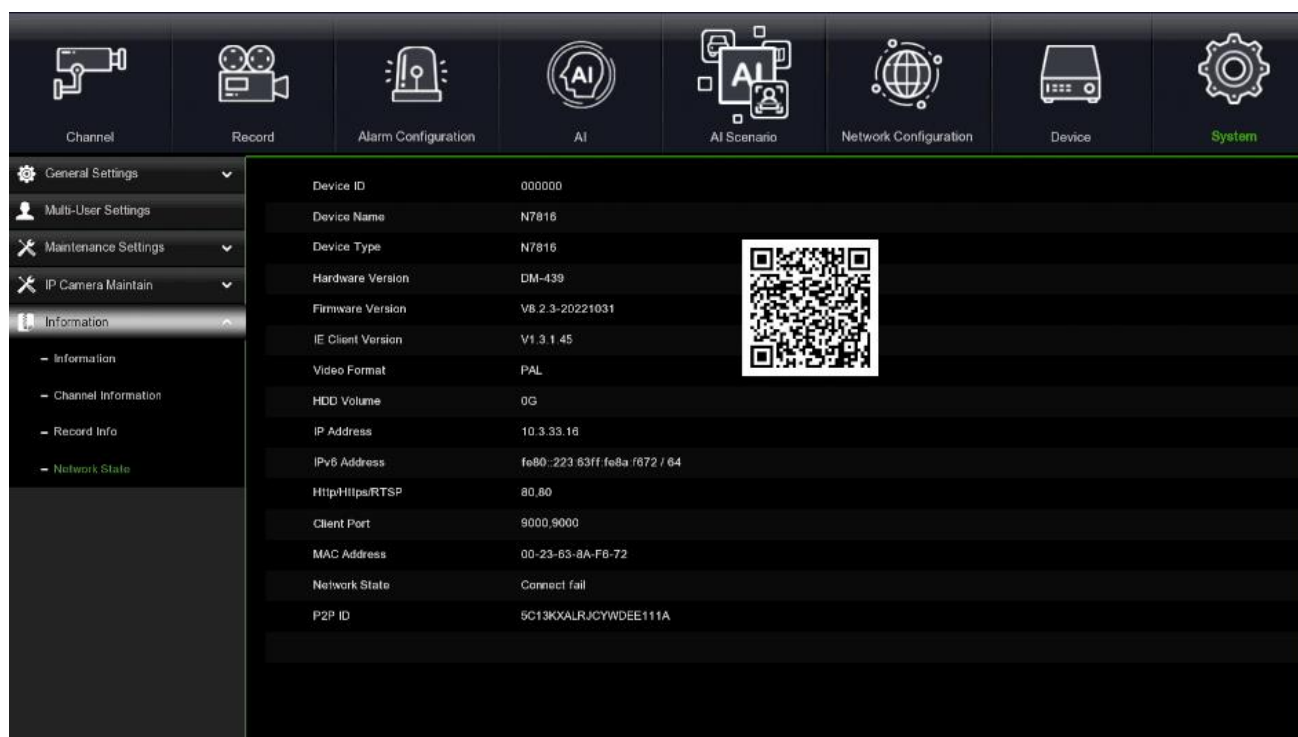 AI
AI
Channel Record Alarm Configuration AI AI Scenario Network Configuration Device System
General Settings
Multi-User Settings
Maintenance Settings
IP Camera Maintain
Information
– Information
– Channel Information
– Record Info
– Network State
Device ID 000000
Device Name N7816
Device Type N7816
Hardware Version DM-439
Firmware Version V8.2.3-20221031
IE Client Version V1.3.1.45
Video Format PAL
HDD Volume 0G
IP Address 10.3.33.16
IPv6 Address fe80::223:63ff:fe8a:f672 / 64
Http/Https/RTSP 80,80
Client Port 9000,9000
MAC Address 00-23-63-8A-F6-72
Network State Connect fail
P2P ID 5C13KXALRJCYWDEE111A